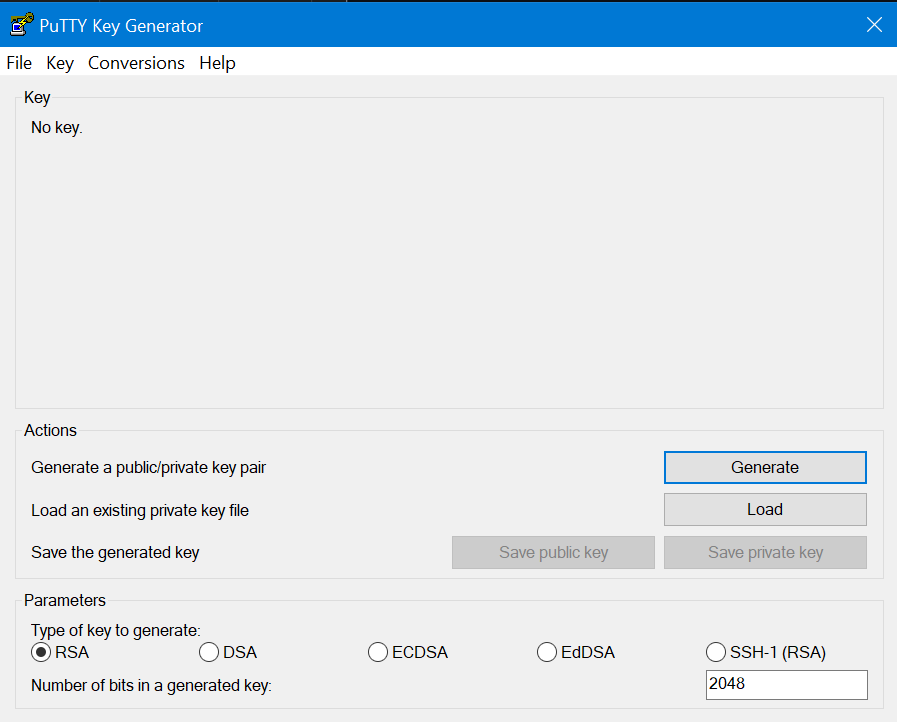 PuTTY Key Generator
File Key Conversions Help
Key
No key.
Actions
Generate a public/private key pair
Generate
Load an existing private key file
Load
Save the generated key
Save public key
Save private key
Parameters
Type of key to generate:
RSA DSA ECDSA EdDSA SSH-1 (RSA)
Number of bits in a generated key:
2048